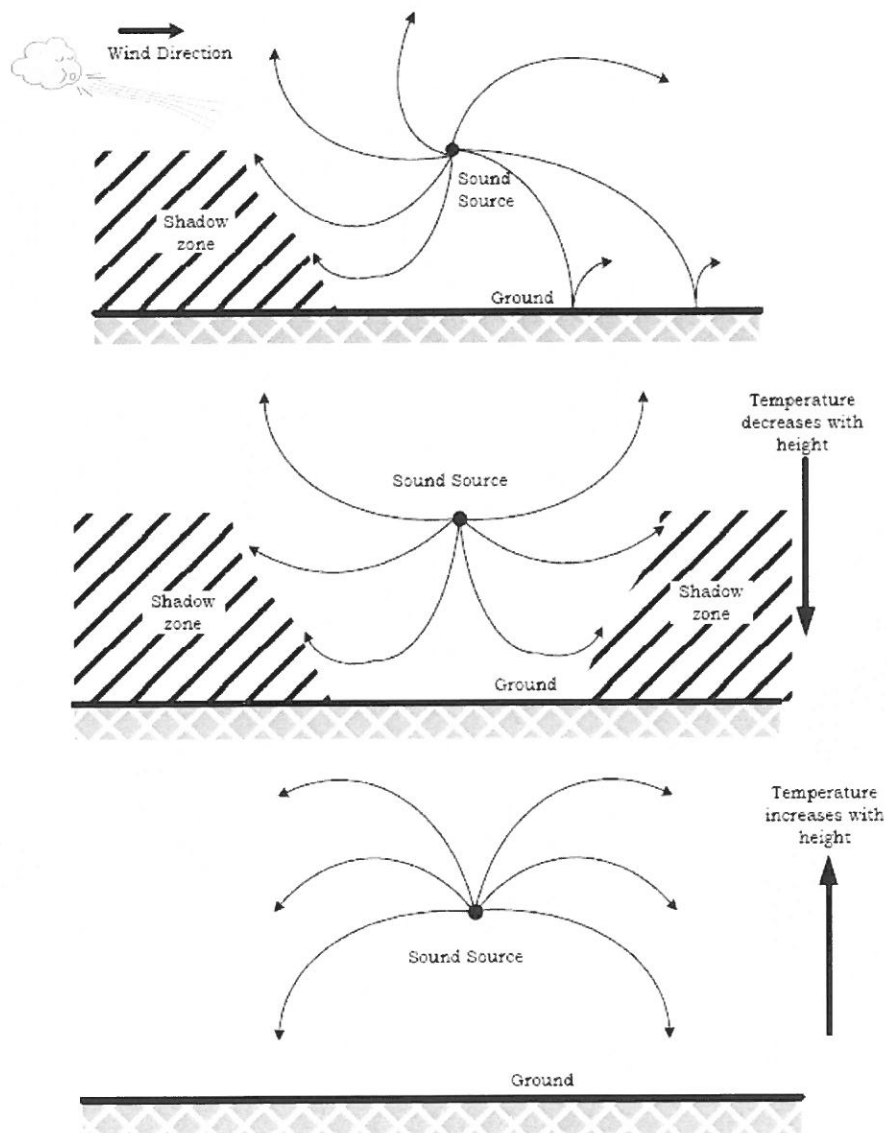 Wind Direction
Sound
Source
Shadow
zone
Ground
Temperature
decreases with
height
Sound Source
Shadow
zone
Shadow
zone
Ground
Temperature
increases with
height
Sound Source
Ground